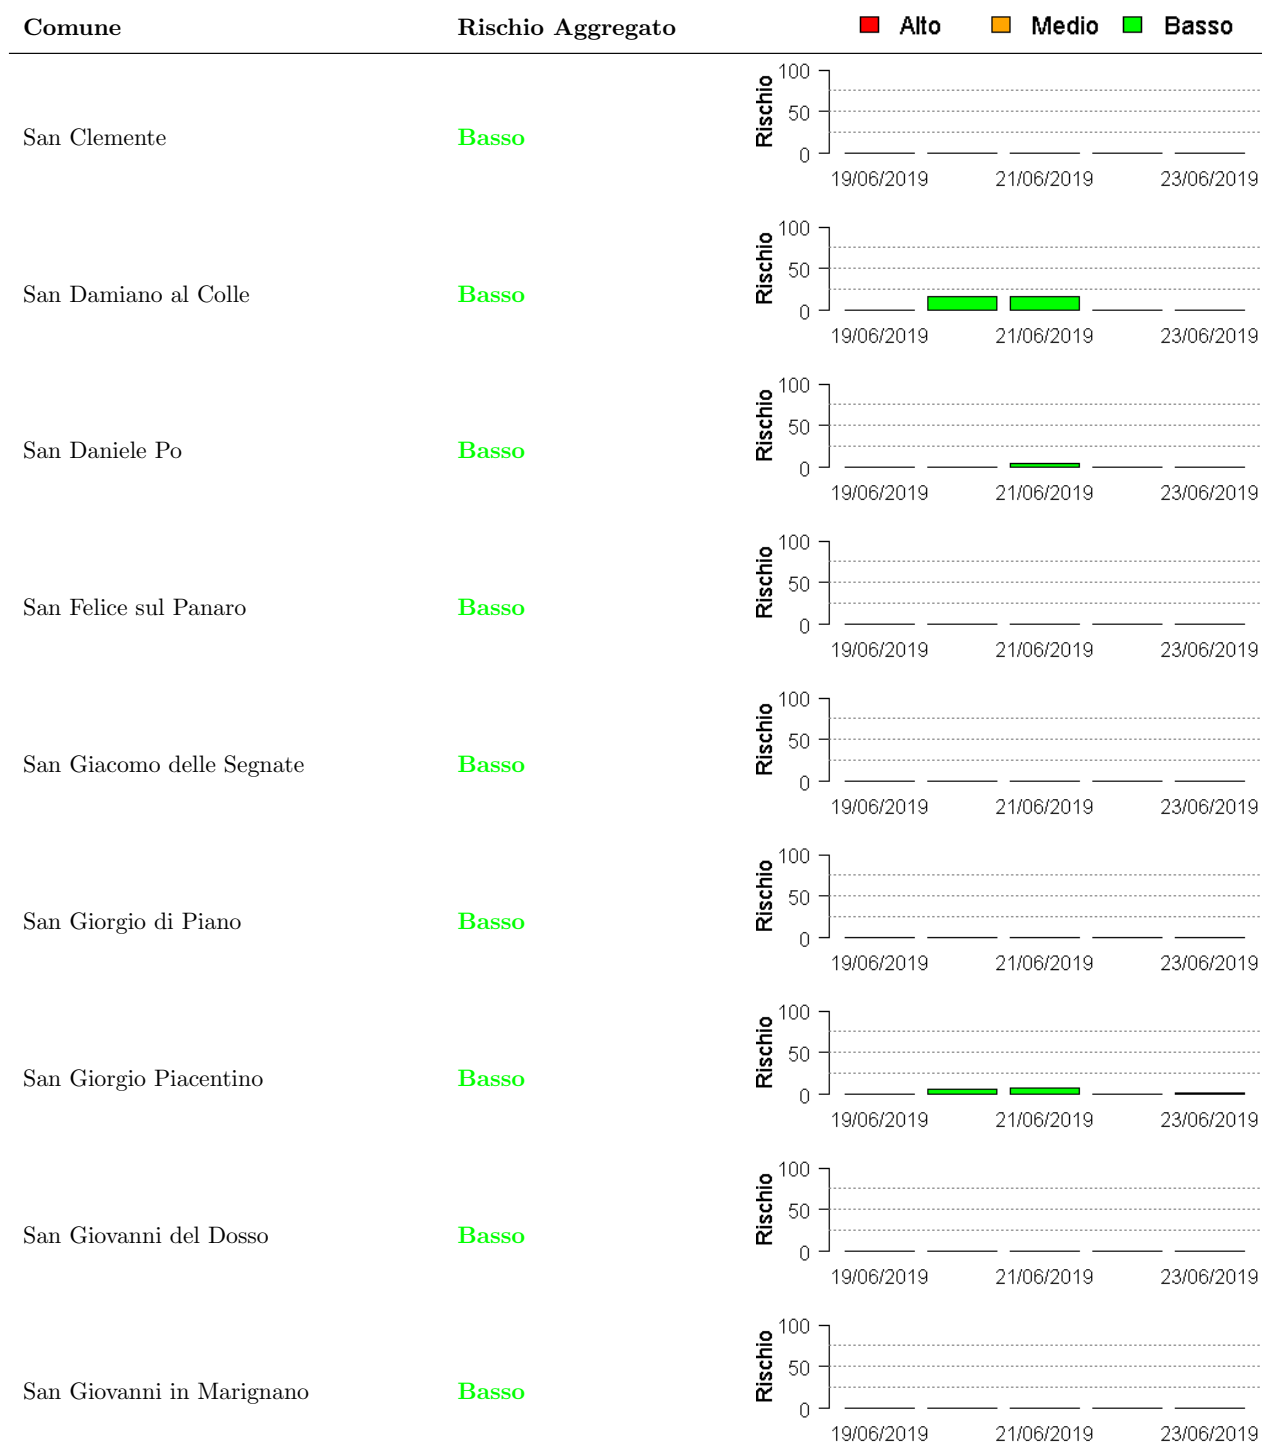 Comune Rischio Aggregato Alto Medio Basso
100
50
0
Rischio
San Clemente Basso
19/06/2019 21/06/2019 23/06/2019
100
50
0
Rischio
San Damiano al Colle Basso
19/06/2019 21/06/2019 23/06/2019
100
50
0
Rischio
San Daniele Po Basso
19/06/2019 21/06/2019 23/06/2019
100
50
0
Rischio
San Felice sul Panaro Basso
19/06/2019 21/06/2019 23/06/2019
100
50
0
Rischio
San Giacomo delle Segnate Basso
19/06/2019 21/06/2019 23/06/2019
100
50
0
Rischio
San Giorgio di Piano Basso
19/06/2019 21/06/2019 23/06/2019
100
50
0
Rischio
San Giorgio Piacentino Basso
19/06/2019 21/06/2019 23/06/2019
100
50
0
Rischio
San Giovanni del Dosso Basso
19/06/2019 21/06/2019 23/06/2019
100
50
0
Rischio
San Giovanni in Marignano Basso
19/06/2019 21/06/2019 23/06/2019